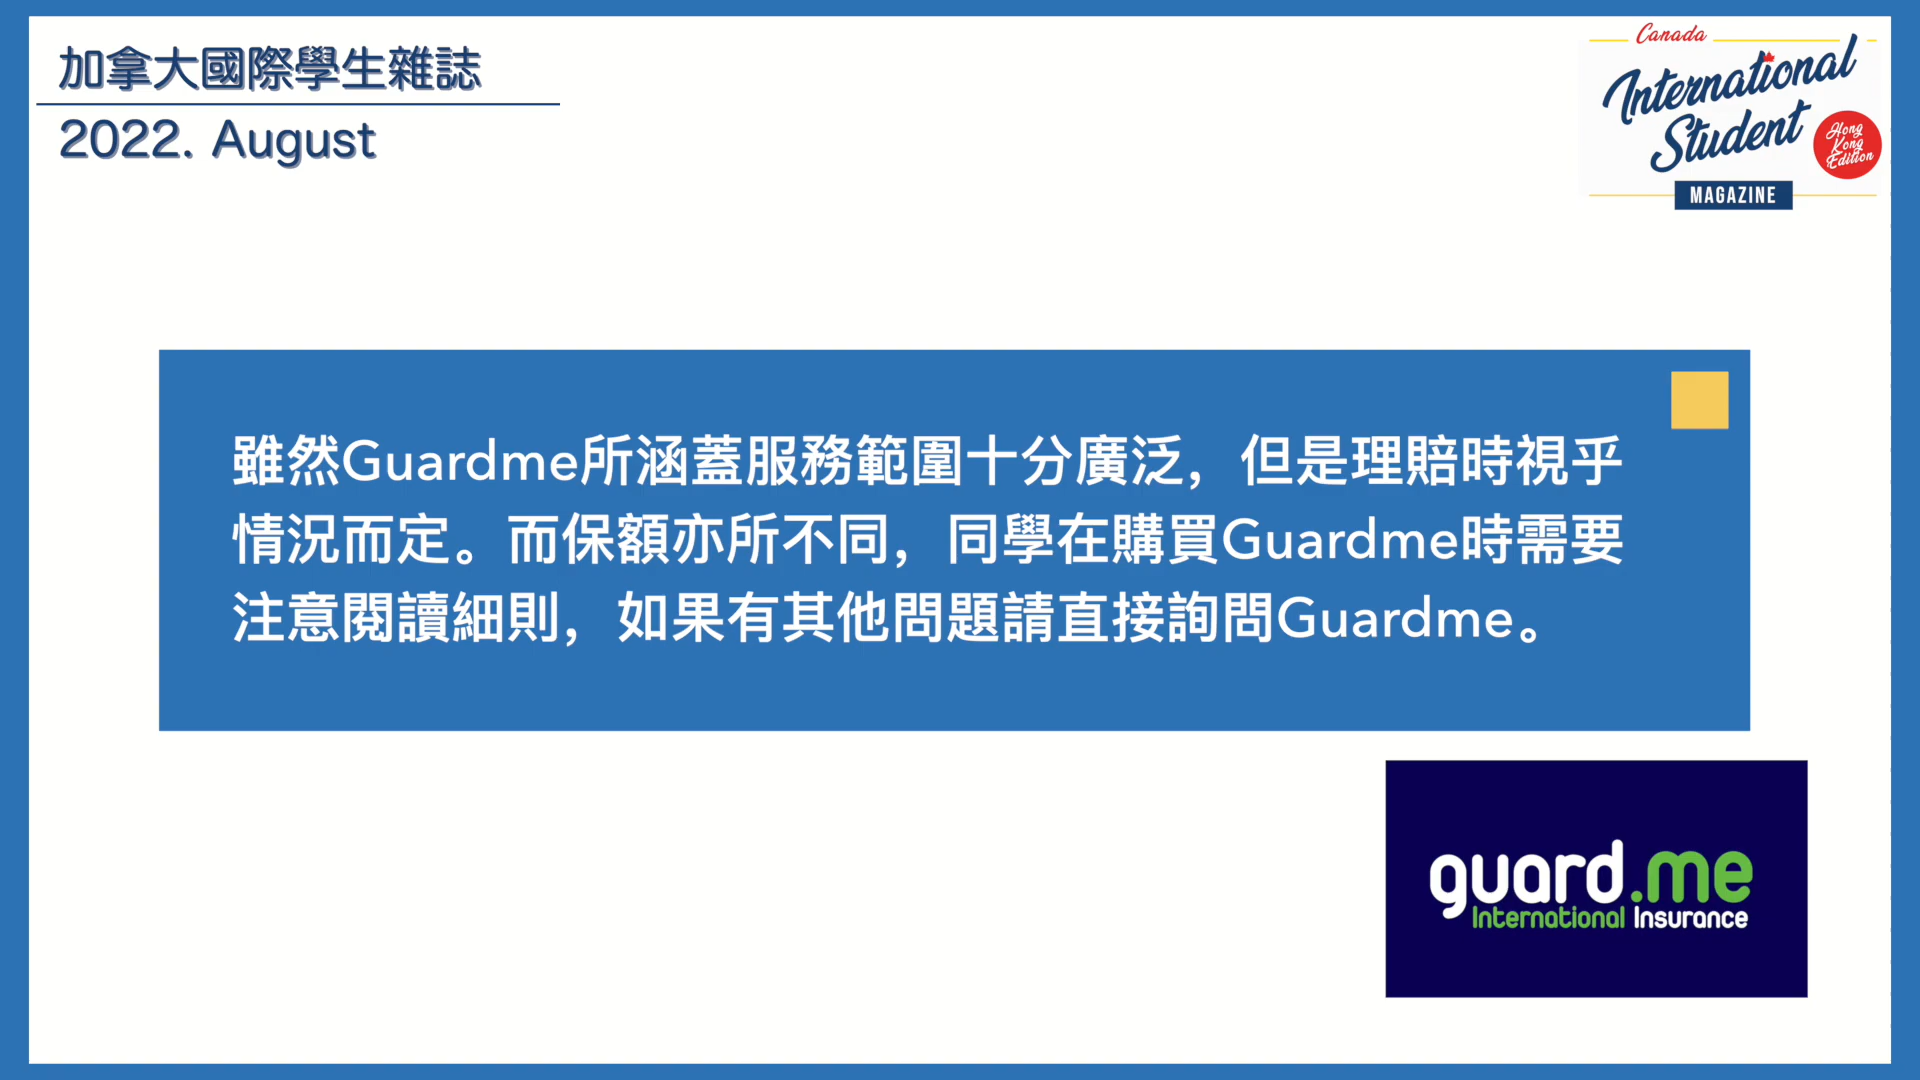 加拿大國際學生雜誌
2022. August
Canada
International
Student
Hong
Kong
Edition
MAGAZINE
雖然Guardme所涵蓋服務範圍十分廣泛，但是理賠時視乎
情況而定。而保額亦所不同，同學在購買Guardme時需要
注意閱讀細則，如果有其他問題請直接詢問Guardme。
guard.me
International Insurance